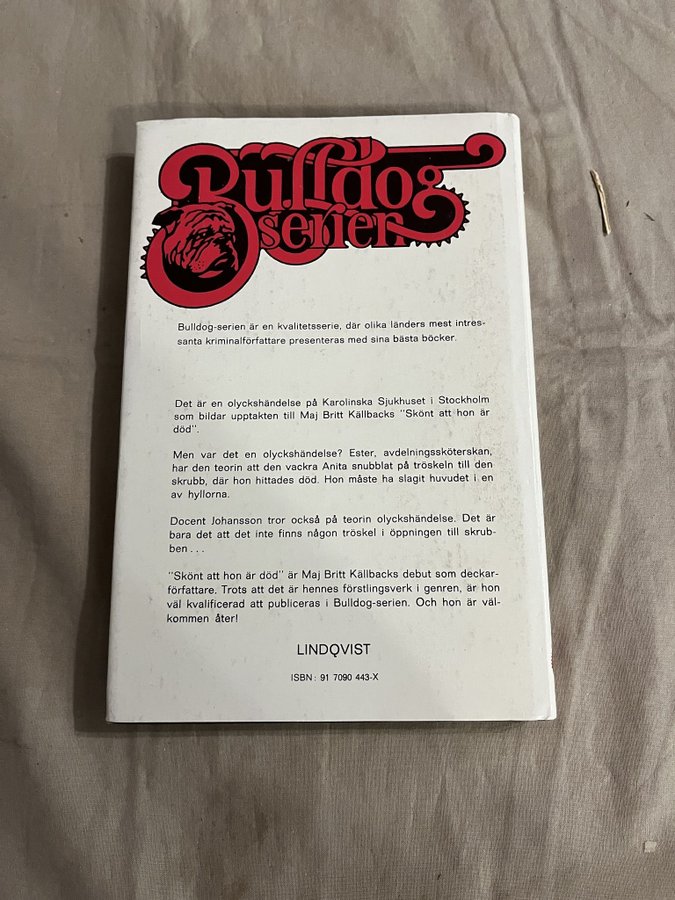 Bulldog
serien
Bulldog-serien är en kvalitetsserie, där olika länders mest intres-
santa kriminalförfattare presenteras med sina bästa böcker.
Det är en olyckshändelse på Karolinska Sjukhuset i Stockholm
som bildar upptakten till Maj Britt Källbacks "Skönt att hon är
död".
Men var det en olyckshändelse? Ester, avdelningssköterskan,
har den teorin att den vackra Anita snubblat på tröskeln till den
skrubb, där hon hittades död. Hon måste ha slagit huvudet i en
av hyllorna.
Docent Johansson tror också på teorin olyckshändelse. Det är
bara det att det inte finns någon tröskel i öppningen till skrub-
ben . . .
"Skönt att hon är död" är Maj Britt Källbacks debut som deckar-
författare. Trots att det är hennes förstlingsverk i genren, är hon
väl kvalificerad att publiceras i Bulldog-serien. Och hon är väl-
kommen åter!
LINDQVIST
ISBN: 91 7090 443-X